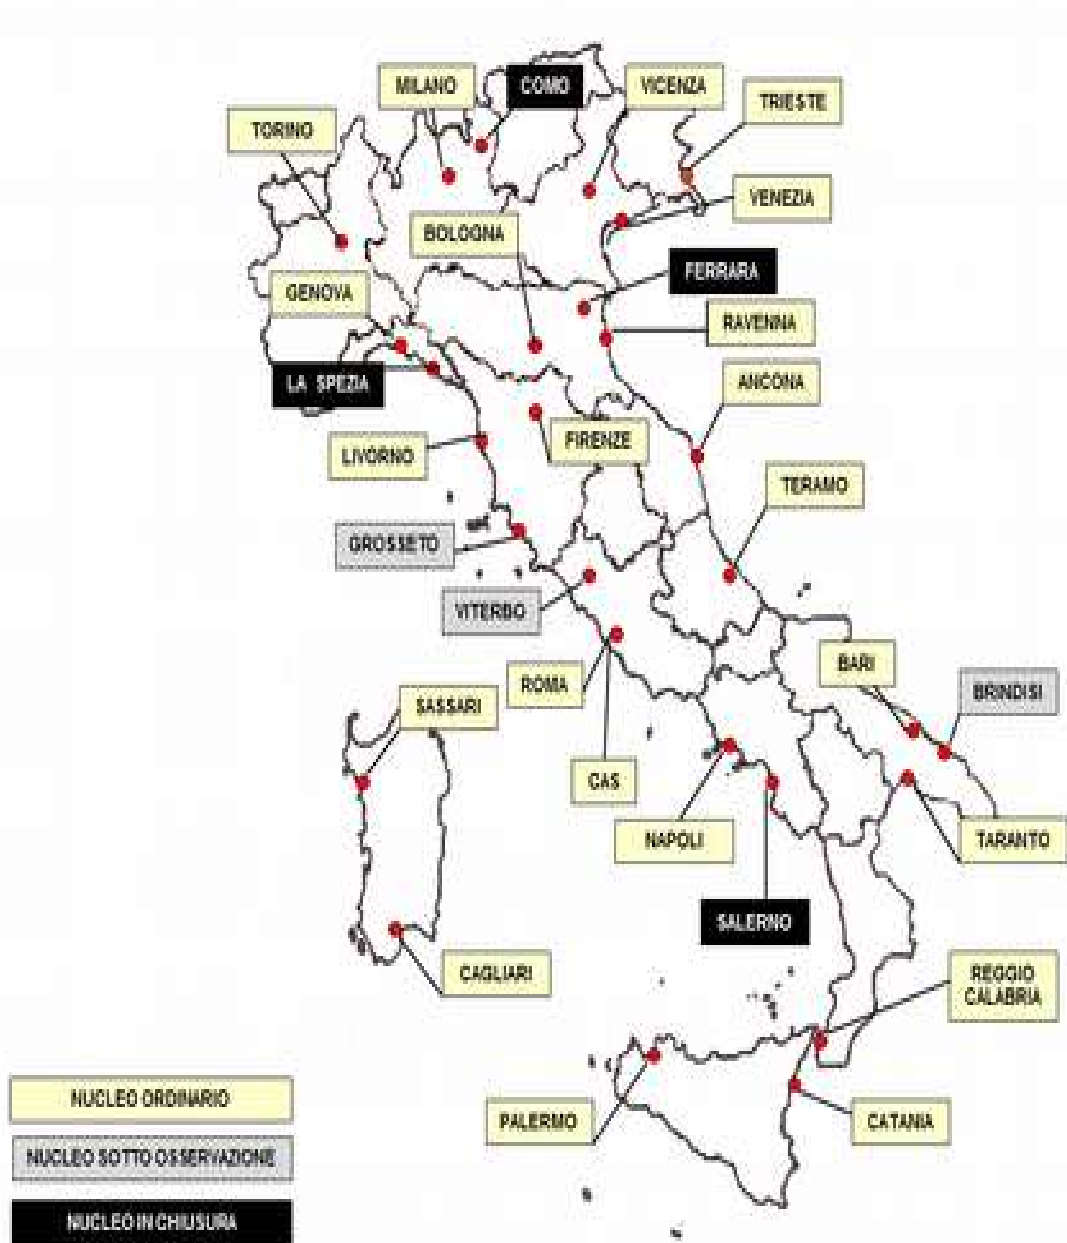 MILANO
COMO
VICENZA
TRIESTE
TORINO
VENEZIA
BOLOGNA
FERRARA
GENOVA
RAVENNA
LA SPEZIA
ANCONA
FIRENZE
LIVORNO
TERAMO
GROSSETO
VITERBO
BARI
ROMA
BRINDISI
SASSARI
CAS
NAPOLI
TARANTO
SALERNO
CAGLIARI
REGGIO
CALABRIA
PALERMO
CATANIA
NUCLEO ORDINARIO
NUCLEO SOTTO OSSERVAZIONE
NUCLEO IN CHIUSURA